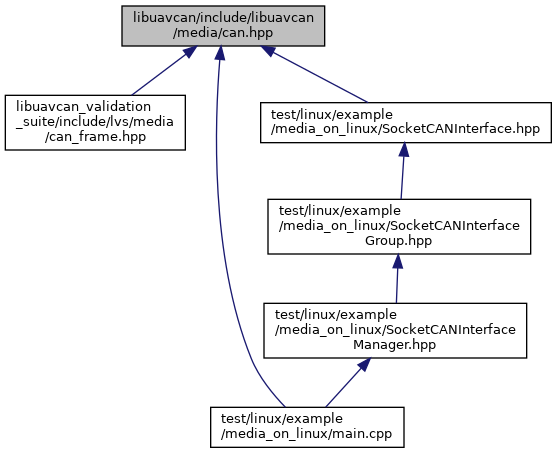 libuavcan/include/libuavcan
/media/can.hpp
libuavcan_validation
_suite/include/lvs/media
/can_frame.hpp
test/linux/example
/media_on_linux/SocketCANInterface.hpp
test/linux/example
/media_on_linux/SocketCANInterface
Group.hpp
test/linux/example
/media_on_linux/SocketCANInterface
Manager.hpp
test/linux/example
/media_on_linux/main.cpp